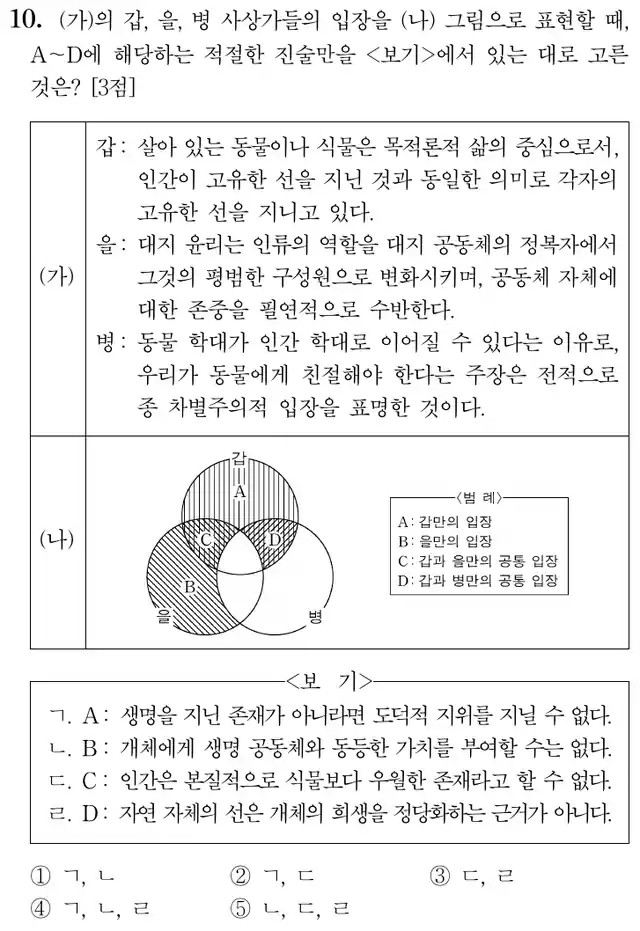 10. (가)의 갑, 을, 병 사상가들의 입장을 (나) 그림으로 표현할 때,
A～D에 해당하는 적절한 진술만을 <보기>에서 있는 대로 고른
것은? [3점]
(가)
갑: 살아 있는 동물이나 식물은 목적론적 삶의 중심으로서,
인간이 고유한 선을 지닌 것과 동일한 의미로 각자의
고유한 선을 지니고 있다.
을: 대지 윤리는 인류의 역할을 대지 공동체의 정복자에서
그것의 평범한 구성원으로 변화시키며, 공동체 자체에
대한 존중을 필연적으로 수반한다.
병: 동물 학대가 인간 학대로 이어질 수 있다는 이유로,
우리가 동물에게 친절해야 한다는 주장은 전적으로
종 차별주의적 입장을 표명한 것이다.
(나)
갑
A
C
D
B
을
병
<범 례>
A: 갑만의 입장
B: 을만의 입장
C: 갑과 을만의 공통 입장
D: 갑과 병만의 공통 입장
<보 기>
ㄱ. A: 생명을 지닌 존재가 아니라면 도덕적 지위를 지닐 수 없다.
ㄴ. B: 개체에게 생명 공동체와 동등한 가치를 부여할 수는 없다.
ㄷ. C: 인간은 본질적으로 식물보다 우월한 존재라고 할 수 없다.
ㄹ. D: 자연 자체의 선은 개체의 희생을 정당화하는 근거가 아니다.
① ㄱ, ㄴ ② ㄱ, ㄷ ③ ㄷ, ㄹ
④ ㄱ, ㄴ, ㄹ ⑤ ㄴ, ㄷ, ㄹ